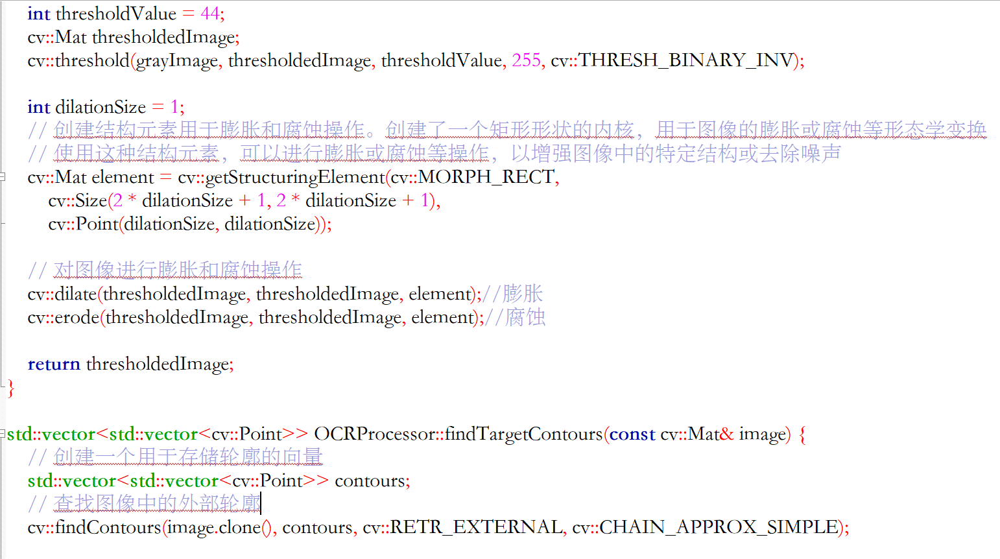 int thresholdValue = 44;
cv::Mat thresholdedImage;
cv::threshold(grayImage, thresholdedImage, thresholdValue, 255, cv::THRESH_BINARY_INV);
int dilationSize = 1;
// 创建结构元素用于膨胀和腐蚀操作。创建了一个矩形形状的内核，用于图像的膨胀或腐蚀等形态学变换
// 使用这种结构元素，可以进行膨胀或腐蚀等操作，以增强图像中的特定结构或去除噪声
cv::Mat element = cv::getStructuringElement(cv::MORPH_RECT,
cv::Size(2 * dilationSize + 1, 2 * dilationSize + 1),
cv::Point(dilationSize, dilationSize));
// 对图像进行膨胀和腐蚀操作
cv::dilate(thresholdedImage, thresholdedImage, element);//膨胀
cv::erode(thresholdedImage, thresholdedImage, element);//腐蚀
return thresholdedImage;
}
std::vector<std::vector<cv::Point>> OCRProcessor::findTargetContours(const cv::Mat& image) {
// 创建一个用于存储轮廓的向量
std::vector<std::vector<cv::Point>> contours;
// 查找图像中的外部轮廓
cv::findContours(image.clone(), contours, cv::RETR_EXTERNAL, cv::CHAIN_APPROX_SIMPLE);